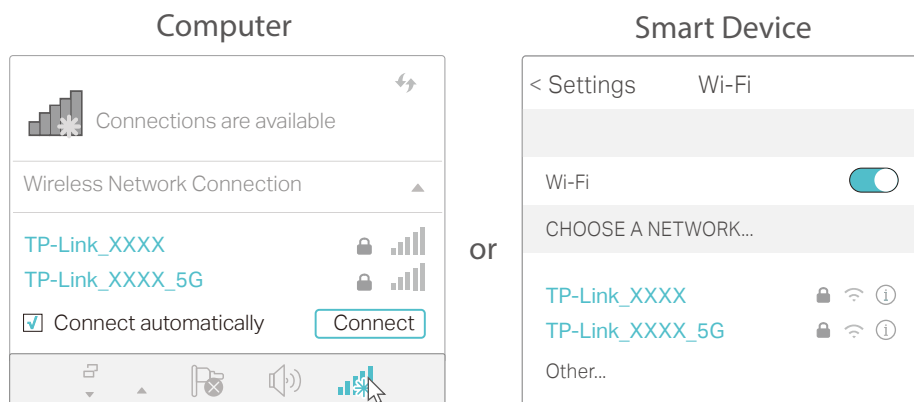 Computer
Connections are available
Wireless Network Connection
TP-Link_XXXX
TP-Link_XXXX_5G
Connect automatically Connect
or
Smart Device
< Settings Wi-Fi
Wi-Fi
CHOOSE A NETWORK...
TP-Link_XXXX
TP-Link_XXXX_5G
Other...